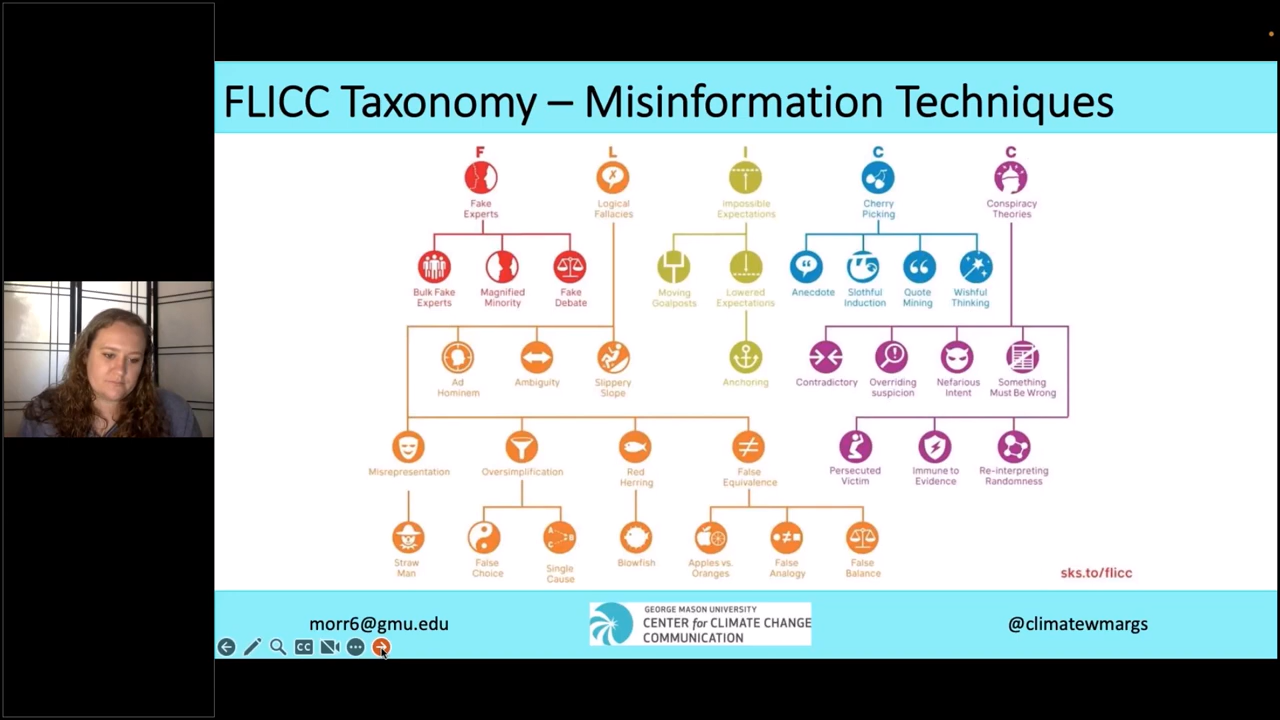 FLICC Taxonomy – Misinformation Techniques
F
L
I
C
C
Fake
Experts
Logical
Fallacies
Impossible
Expectations
Cherry
Picking
Conspiracy
Theories
Bulk Fake
Experts
Magnified
Minority
Fake
Debate
Moving
Goalposts
Lowered
Expectations
Anecdote
Slothful
Induction
Quote
Mining
Wishful
Thinking
Ad
Hominem
Ambiguity
Slippery
Slope
Anchoring
Contradictory
Overriding
suspicion
Nefarious
Intent
Something
Must Be Wrong
Misrepresentation
Oversimplification
Red
Herring
False
Equivalence
Persecuted
Victim
Immune to
Evidence
Re-interpreting
Randomness
A
B
C
Straw
Man
False
Choice
Single
Cause
Blowfish
Apples vs.
Oranges
False
Analogy
False
Balance
sks.to/flicc
morr6@gmu.edu
GEORGE MASON UNIVERSITY
CENTER for CLIMATE CHANGE
COMMUNICATION
@climatewmargs
CC